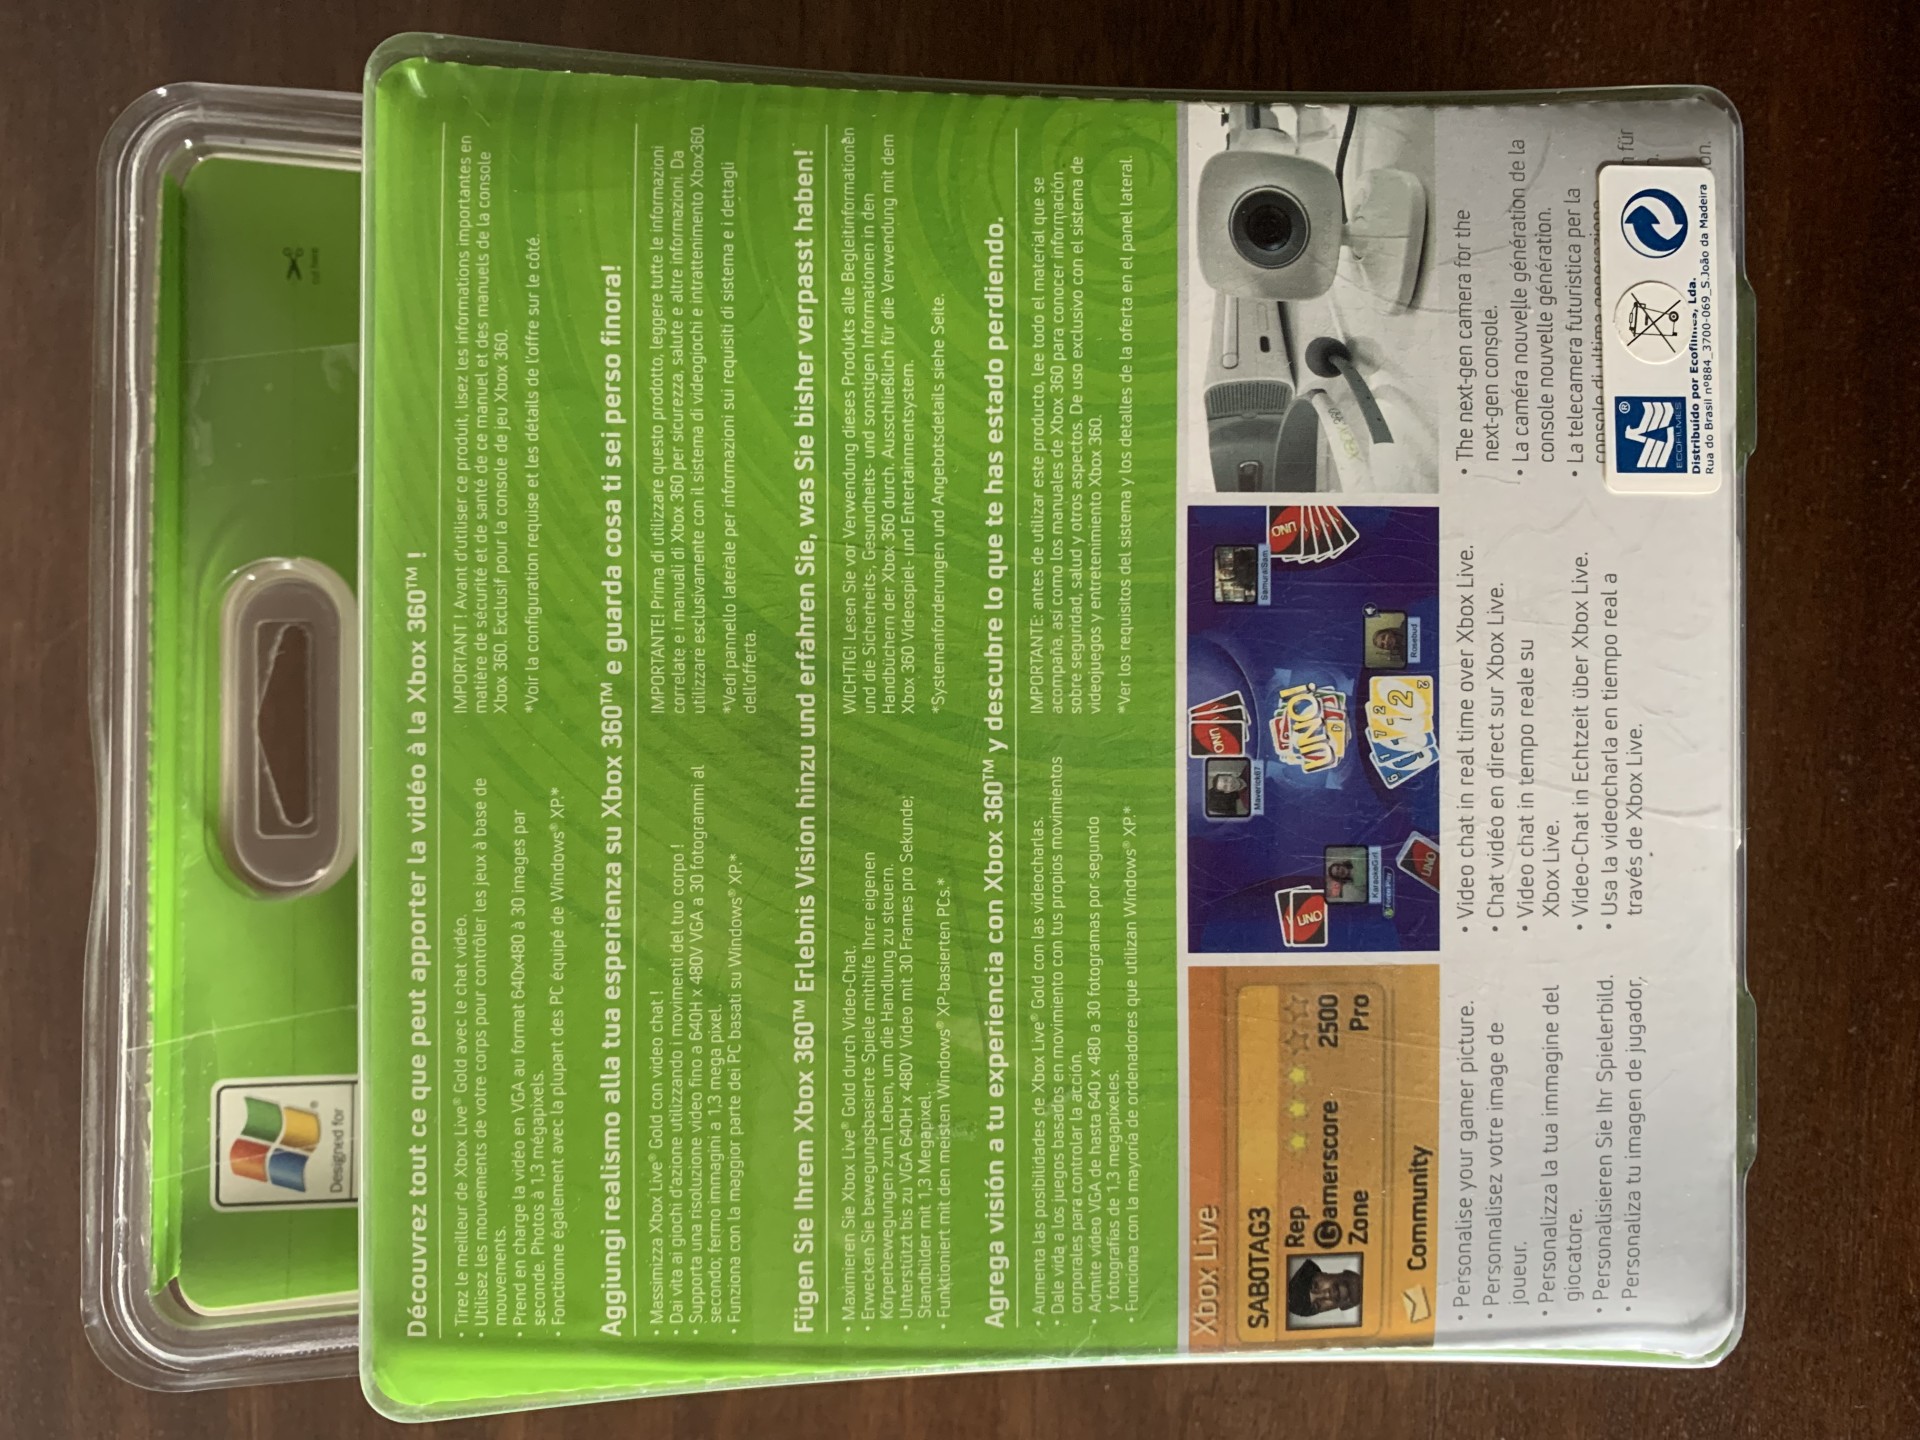 cut here
Designed for
Découvrez tout ce que peut apporter la vidéo à la Xbox 360™ !
• Tirez le meilleur de Xbox Live® Gold avec le chat vidéo.
• Utilisez les mouvements de votre corps pour contrôler les jeux à base de
mouvements.
• Prend en charge la vidéo en VGA au format 640x480 à 30 images par
seconde. Photos à 1,3 mégapixels.
• Fonctionne également avec la plupart des PC équipé de Windows® XP.*
IMPORTANT ! Avant d'utiliser ce produit, lisez les informations importantes en
matière de sécurité et de santé de ce manuel et des manuels de la console
Xbox 360. Exclusif pour la console de jeu Xbox 360.
*Voir la configuration requise et les détails de l'offre sur le côté.
Aggiungi realismo alla tua esperienza su Xbox 360™ e guarda cosa ti sei perso finora!
• Massimizza Xbox Live® Gold con video chat !
• Dai vita ai giochi d'azione utilizzando i movimenti del tuo corpo !
• Supporta una risoluzione video fino a 640H x 480V VGA a 30 fotogrammi al
secondo; fermo immagini a 1,3 mega pixel.
• Funziona con la maggior parte dei PC basati su Windows® XP.*
IMPORTANTE! Prima di utilizzare questo prodotto, leggere tutte le informazioni
correlate e i manuali di Xbox 360 per sicurezza, salute e altre informazioni. Da
utilizzare esclusivamente con il sistema di videogiochi e intrattenimento Xbox360.
*Vedi pannello laterale per informazioni sui requisiti di sistema e i dettagli
dell'offerta.
Fügen Sie Ihrem Xbox 360™ Erlebnis Vision hinzu und erfahren Sie, was Sie bisher verpasst haben!
• Maximieren Sie Xbox Live® Gold durch Video-Chat.
• Erwecken Sie bewegungsbasierte Spiele mithilfe Ihrer eigenen
Körperbewegungen zum Leben, um die Handlung zu steuern.
• Unterstützt bis zu VGA 640H x 480V Video mit 30 Frames pro Sekunde;
Standbilder mit 1,3 Megapixel.
• Funktioniert mit den meisten Windows® XP-basierten PCs.*
WICHTIG! Lesen Sie vor Verwendung dieses Produkts alle Begleitinformationen
und die Sicherheits-, Gesundheits- und sonstigen Informationen in den
Handbüchern der Xbox 360 durch. Ausschließlich für die Verwendung mit dem
Xbox 360 Videospiel- und Entertainmentsystem.
*Systemanforderungen und Angebotsdetails siehe Seite.
Agrega visión a tu experiencia con Xbox 360™ y descubre lo que te has estado perdiendo.
• Aumenta las posibilidades de Xbox Live® Gold con las videocharlas.
• Dale vida a los juegos basados en movimiento con tus propios movimientos
corporales para controlar la acción.
• Admite vídeo VGA de hasta 640 x 480 a 30 fotogramas por segundo
y fotografías de 1,3 megapíxeles.
• Funciona con la mayoría de ordenadores que utilizan Windows® XP.*
IMPORTANTE: antes de utilizar este producto, lee todo el material que se
acompaña, así como los manuales de Xbox 360 para conocer información
sobre seguridad, salud y otros aspectos. De uso exclusivo con el sistema de
videojuegos y entretenimiento Xbox 360.
*Ver los requisitos del sistema y los detalles de la oferta en el panel lateral.
Xbox Live
SABOTAG3
Rep
Gamerscore 2500
Zone Pro
Community
UNO
SamuraiSam
UNO
Maverick67
UNO!
Rosebud
KaraokeGirl
UNO
UNO
• Personalise your gamer picture.
• Personnalisez votre image de
joueur.
• Personalizza la tua immagine del
giocatore.
• Personalisieren Sie Ihr Spielerbild.
• Personaliza tu imagen de jugador.
• Video chat in real time over Xbox Live.
• Chat vidéo en direct sur Xbox Live.
• Video chat in tempo reale su
Xbox Live.
• Video-Chat in Echtzeit über Xbox Live.
• Usa la videocharla en tiempo real a
través de Xbox Live.
• The next-gen camera for the
next-gen console.
• La caméra nouvelle génération de la
console nouvelle génération.
• La telecamera futuristica per la
console di ultima generazione.
für
ECOFILMES ®
Distribuído por Ecofilmes, Lda.
Rua do Brasil nº884_3700-069_S.João da Madeira